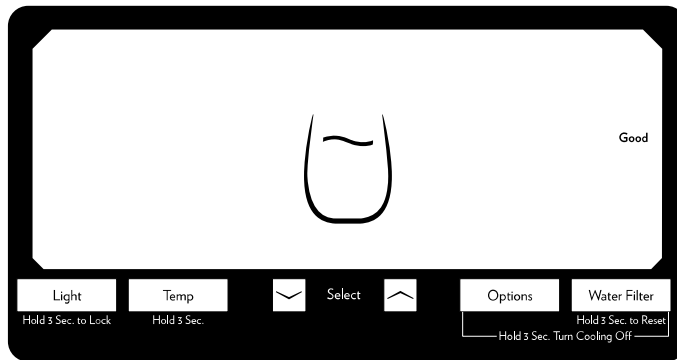 Good
Light
Temp
Select
Options
Water Filter
Hold 3 Sec. to Lock
Hold 3 Sec.
Hold 3 Sec. to Reset
Hold 3 Sec. Turn Cooling Off